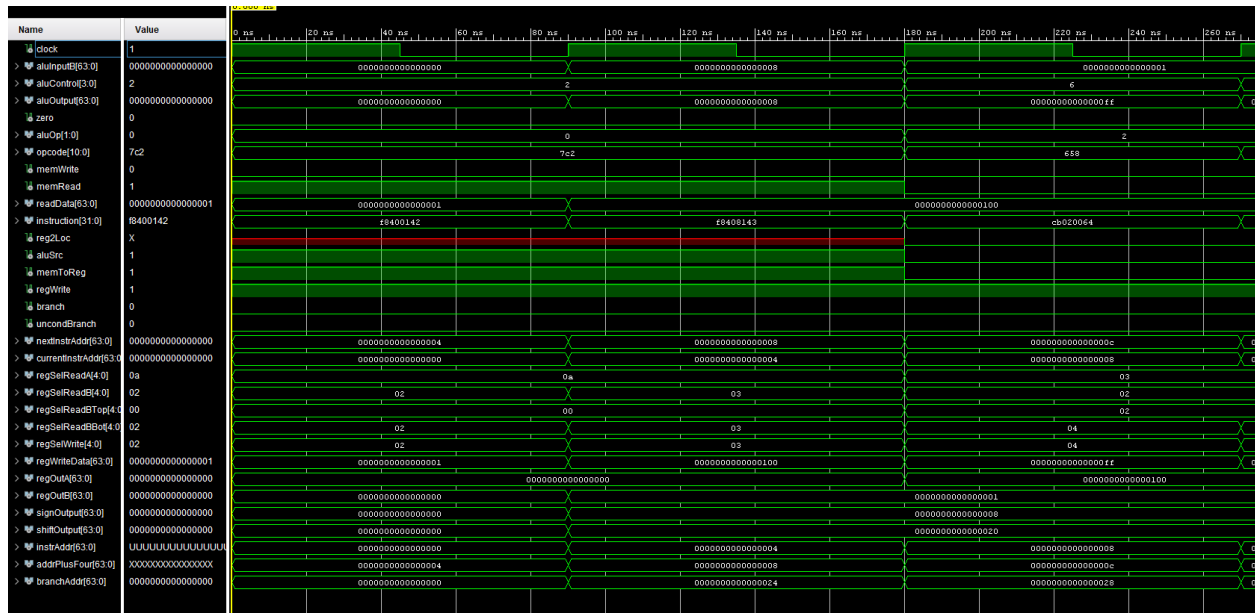 0.000 ns
Name Value
0 ns 20 ns 40 ns 60 ns 80 ns 100 ns 120 ns 140 ns 160 ns 180 ns 200 ns 220 ns 240 ns 260 ns
clock 1
aluInputB[63:0] 0000000000000000 0000000000000000 0000000000000008 0000000000000001
aluControl[3:0] 2 2 6
aluOutput[63:0] 0000000000000000 0000000000000000 0000000000000008 00000000000000ff
zero 0
aluOp[1:0] 0 0 2
opcode[10:0] 7c2 7c2 658
memWrite 0
memRead 1
readData[63:0] 0000000000000001 0000000000000001 0000000000000100
instruction[31:0] f8400142 f8400142 f8408143 cb020064
reg2Loc X
aluSrc 1
memToReg 1
regWrite 1
branch 0
uncondBranch 0
nextInstrAddr[63:0] 0000000000000000 0000000000000004 0000000000000008 000000000000000c
currentInstrAddr[63:0 0000000000000000 0000000000000000 0000000000000004 0000000000000008
regSelReadA[4:0] 0a 0a 03
regSelReadB[4:0] 02 02 03 02
regSelReadBTop[4:0 00 00 02
regSelReadBBot[4:0] 02 02 03 04
regSelWrite[4:0] 02 02 03 04
regWriteData[63:0] 0000000000000001 0000000000000001 0000000000000100 00000000000000ff
regOutA[63:0] 0000000000000000 0000000000000000 0000000000000100
regOutB[63:0] 0000000000000000 0000000000000000 0000000000000001
signOutput[63:0] 0000000000000000 0000000000000000 0000000000000008
shiftOutput[63:0] 0000000000000000 0000000000000000 0000000000000020
instrAddr[63:0] UUUUUUUUUUUUUUUU 0000000000000000 0000000000000004 0000000000000008
addrPlusFour[63:0] XXXXXXXXXXXXXXXX 0000000000000004 0000000000000008 000000000000000c
branchAddr[63:0] 0000000000000000 0000000000000000 0000000000000024 0000000000000028